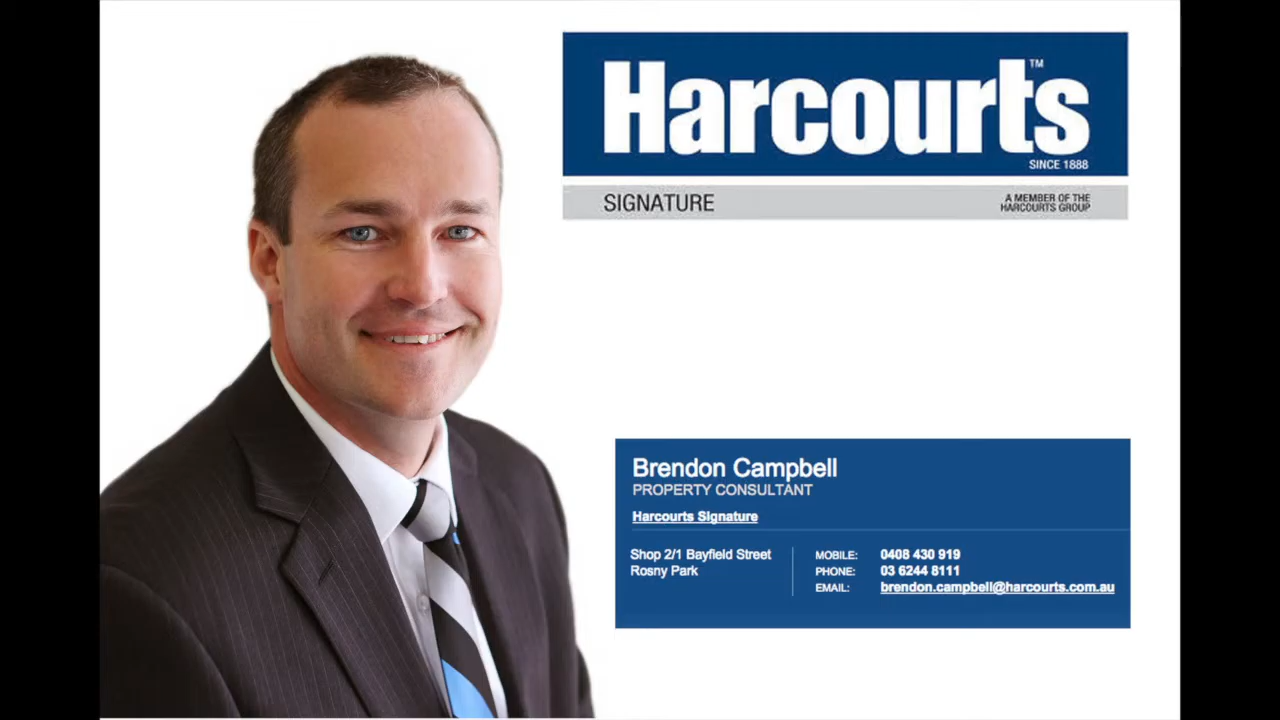 Harcourts™
SINCE 1888
SIGNATURE
A MEMBER OF THE
HARCOURTS GROUP
Brendon Campbell
PROPERTY CONSULTANT
Harcourts Signature
Shop 2/1 Bayfield Street
Rosny Park
MOBILE: 0408 430 919
PHONE: 03 6244 8111
EMAIL: brendon.campbell@harcourts.com.au